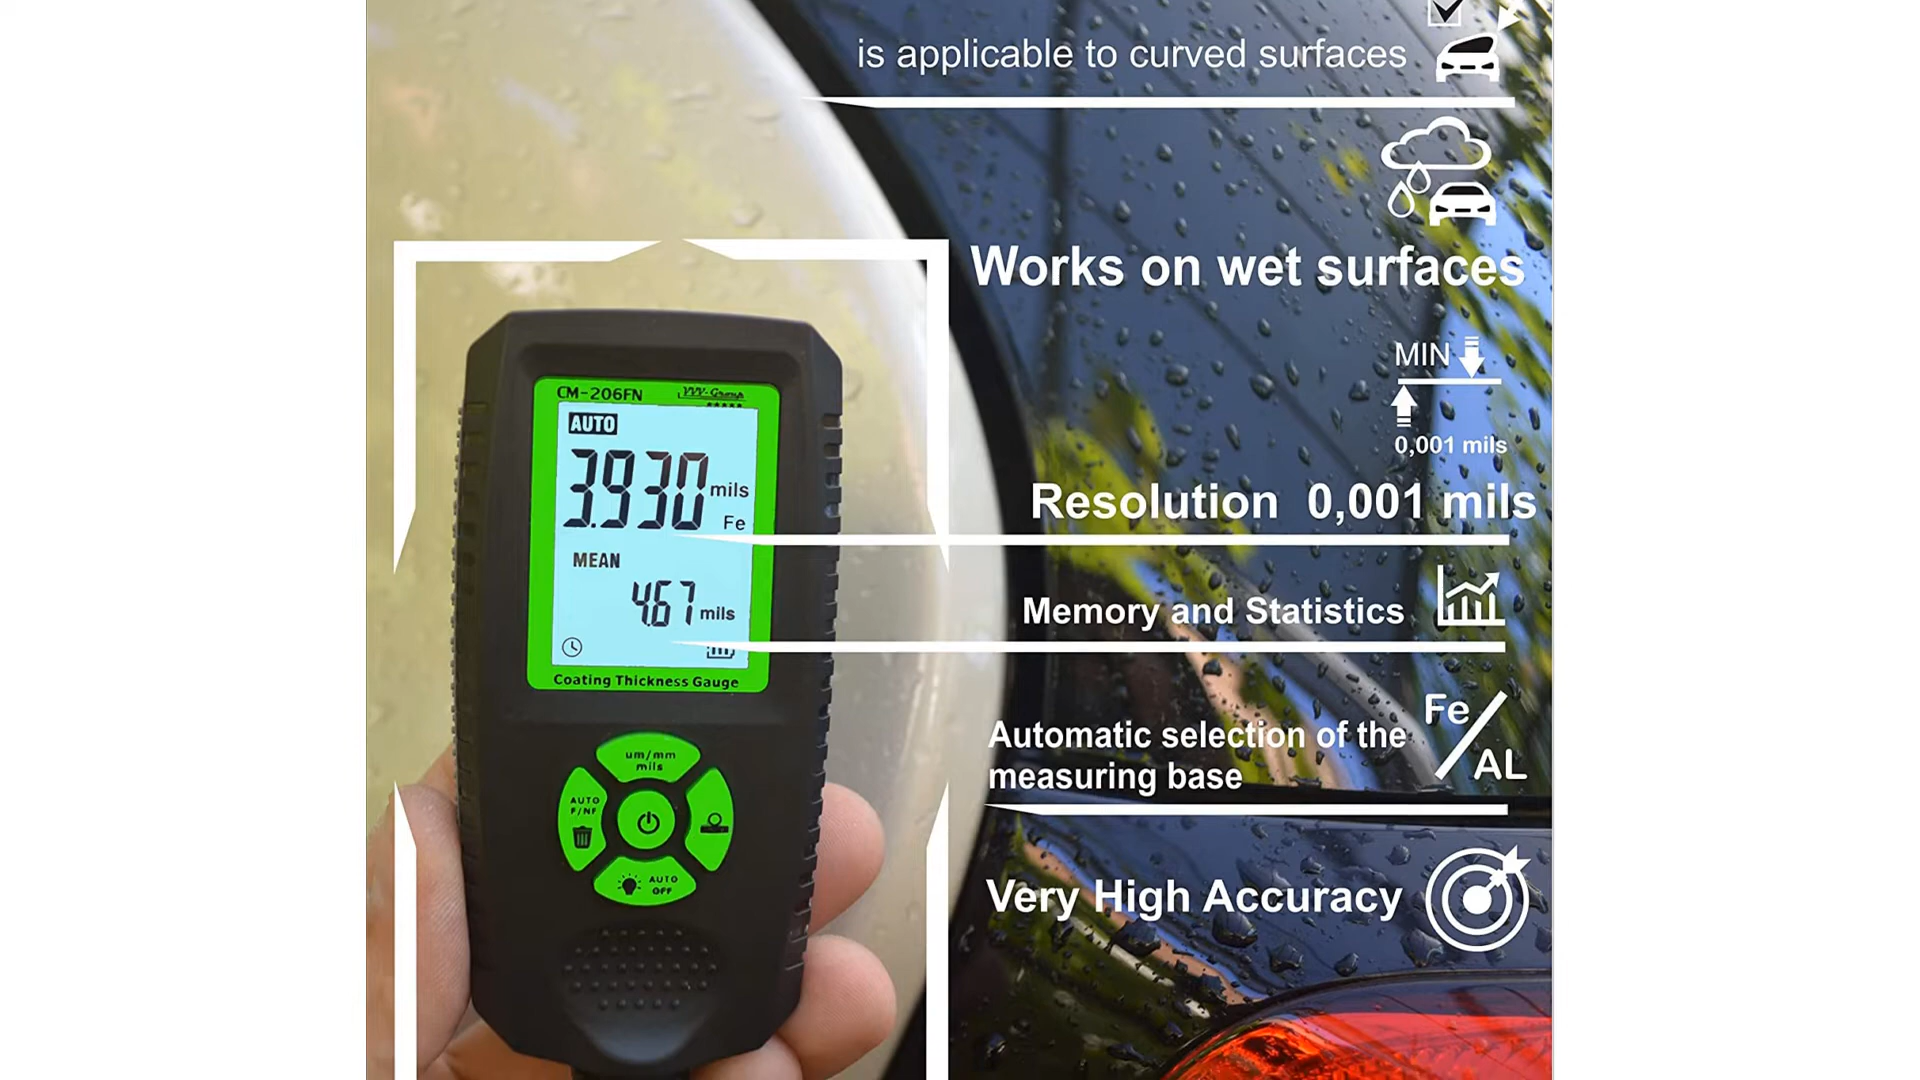 is applicable to curved surfaces
Works on wet surfaces
MIN
0,001 mils
Resolution 0,001 mils
Memory and Statistics
Fe/AL
Automatic selection of the
measuring base
Very High Accuracy
CM-206FN
VVV-Group
AUTO
3.930 mils
Fe
MEAN
4.67 mils
Coating Thickness Gauge
um/mm
mils
AUTO
F/NF
AUTO
OFF